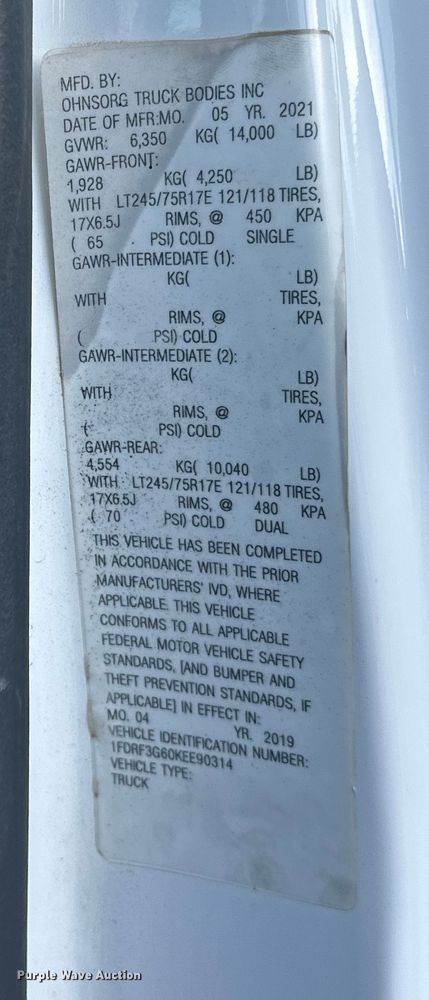 MFD. BY:
OHNSORG TRUCK BODIES INC
DATE OF MFR:MO. 05 YR. 2021
GVWR: 6,350 KG( 14,000 LB)
GAWR-FRONT:
1,928 KG( 4,250 LB)
WITH LT245/75R17E 121/118 TIRES,
17X6.5J RIMS, @ 450 KPA
( 65 PSI) COLD SINGLE
GAWR-INTERMEDIATE (1):
KG( LB)
WITH TIRES,
RIMS, @ KPA
( PSI) COLD
GAWR-INTERMEDIATE (2):
KG( LB)
WITH TIRES,
RIMS, @ KPA
( PSI) COLD
GAWR-REAR:
4,554 KG( 10,040 LB)
WITH LT245/75R17E 121/118 TIRES,
17X6.5J RIMS, @ 480 KPA
( 70 PSI) COLD DUAL
THIS VEHICLE HAS BEEN COMPLETED
IN ACCORDANCE WITH THE PRIOR
MANUFACTURERS' IVD, WHERE
APPLICABLE. THIS VEHICLE
CONFORMS TO ALL APPLICABLE
FEDERAL MOTOR VEHICLE SAFETY
STANDARDS, [AND BUMPER AND
THEFT PREVENTION STANDARDS, IF
APPLICABLE] IN EFFECT IN:
MO. 04 YR. 2019
VEHICLE IDENTIFICATION NUMBER:
1FDRF3G60KEE90314
VEHICLE TYPE:
TRUCK
Purple Wave Auction